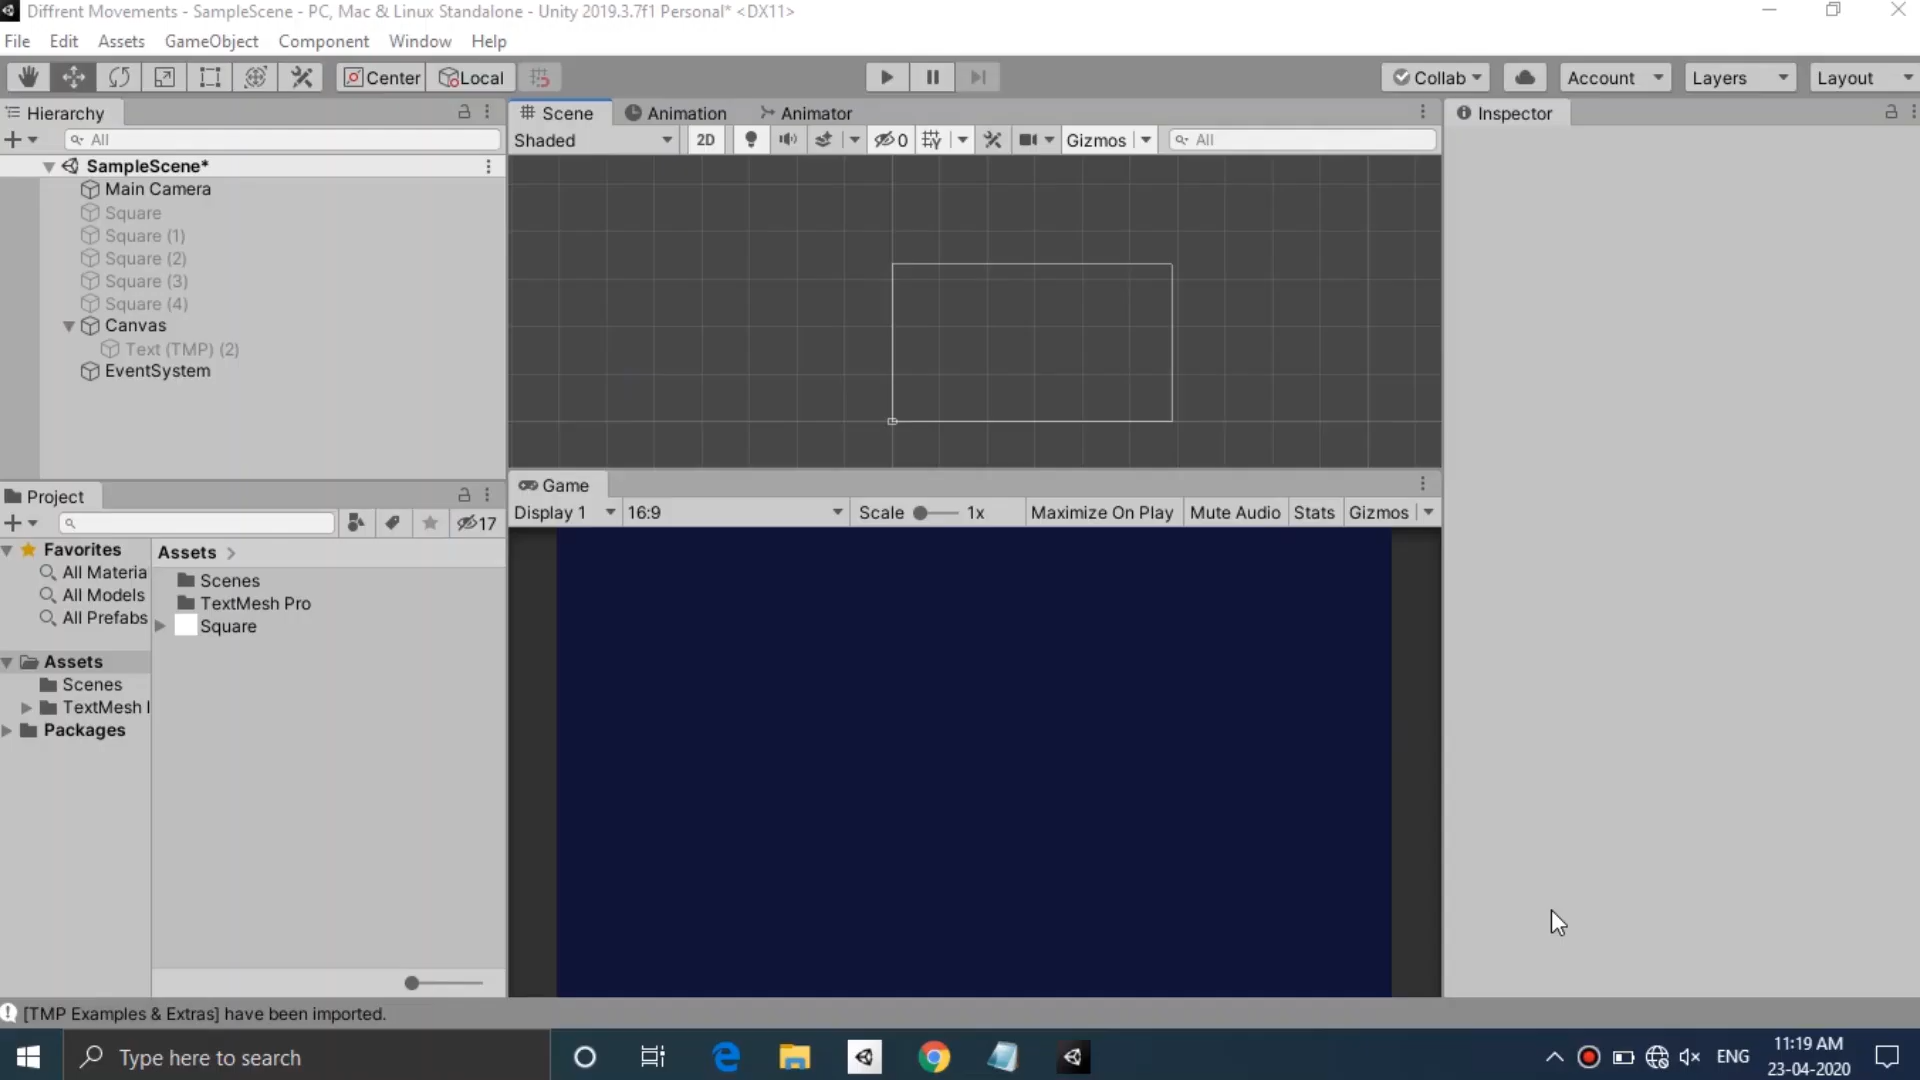 Diffrent Movements - SampleScene - PC, Mac & Linux Standalone - Unity 2019.3.7f1 Personal* <DX11>
File Edit Assets GameObject Component Window Help
Center Local Collab Account Layers Layout
Hierarchy
All
SampleScene*
Main Camera
Square
Square (1)
Square (2)
Square (3)
Square (4)
Canvas
Text (TMP) (2)
EventSystem
Scene Animation Animator
Shaded 2D 0 Gizmos All
Inspector
Game
Display 1 16:9 Scale 1x Maximize On Play Mute Audio Stats Gizmos
Project
17
Favorites
All Materia
All Models
All Prefabs
Assets
Scenes
TextMesh
Packages
Assets
Scenes
TextMesh Pro
Square
[TMP Examples & Extras] have been imported.
Type here to search
ENG
11:19 AM
23-04-2020